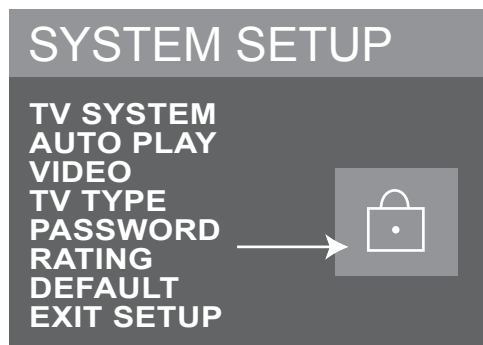 SYSTEM SETUP
TV SYSTEM
AUTO PLAY
VIDEO
TV TYPE
PASSWORD
RATING
DEFAULT
EXIT SETUP